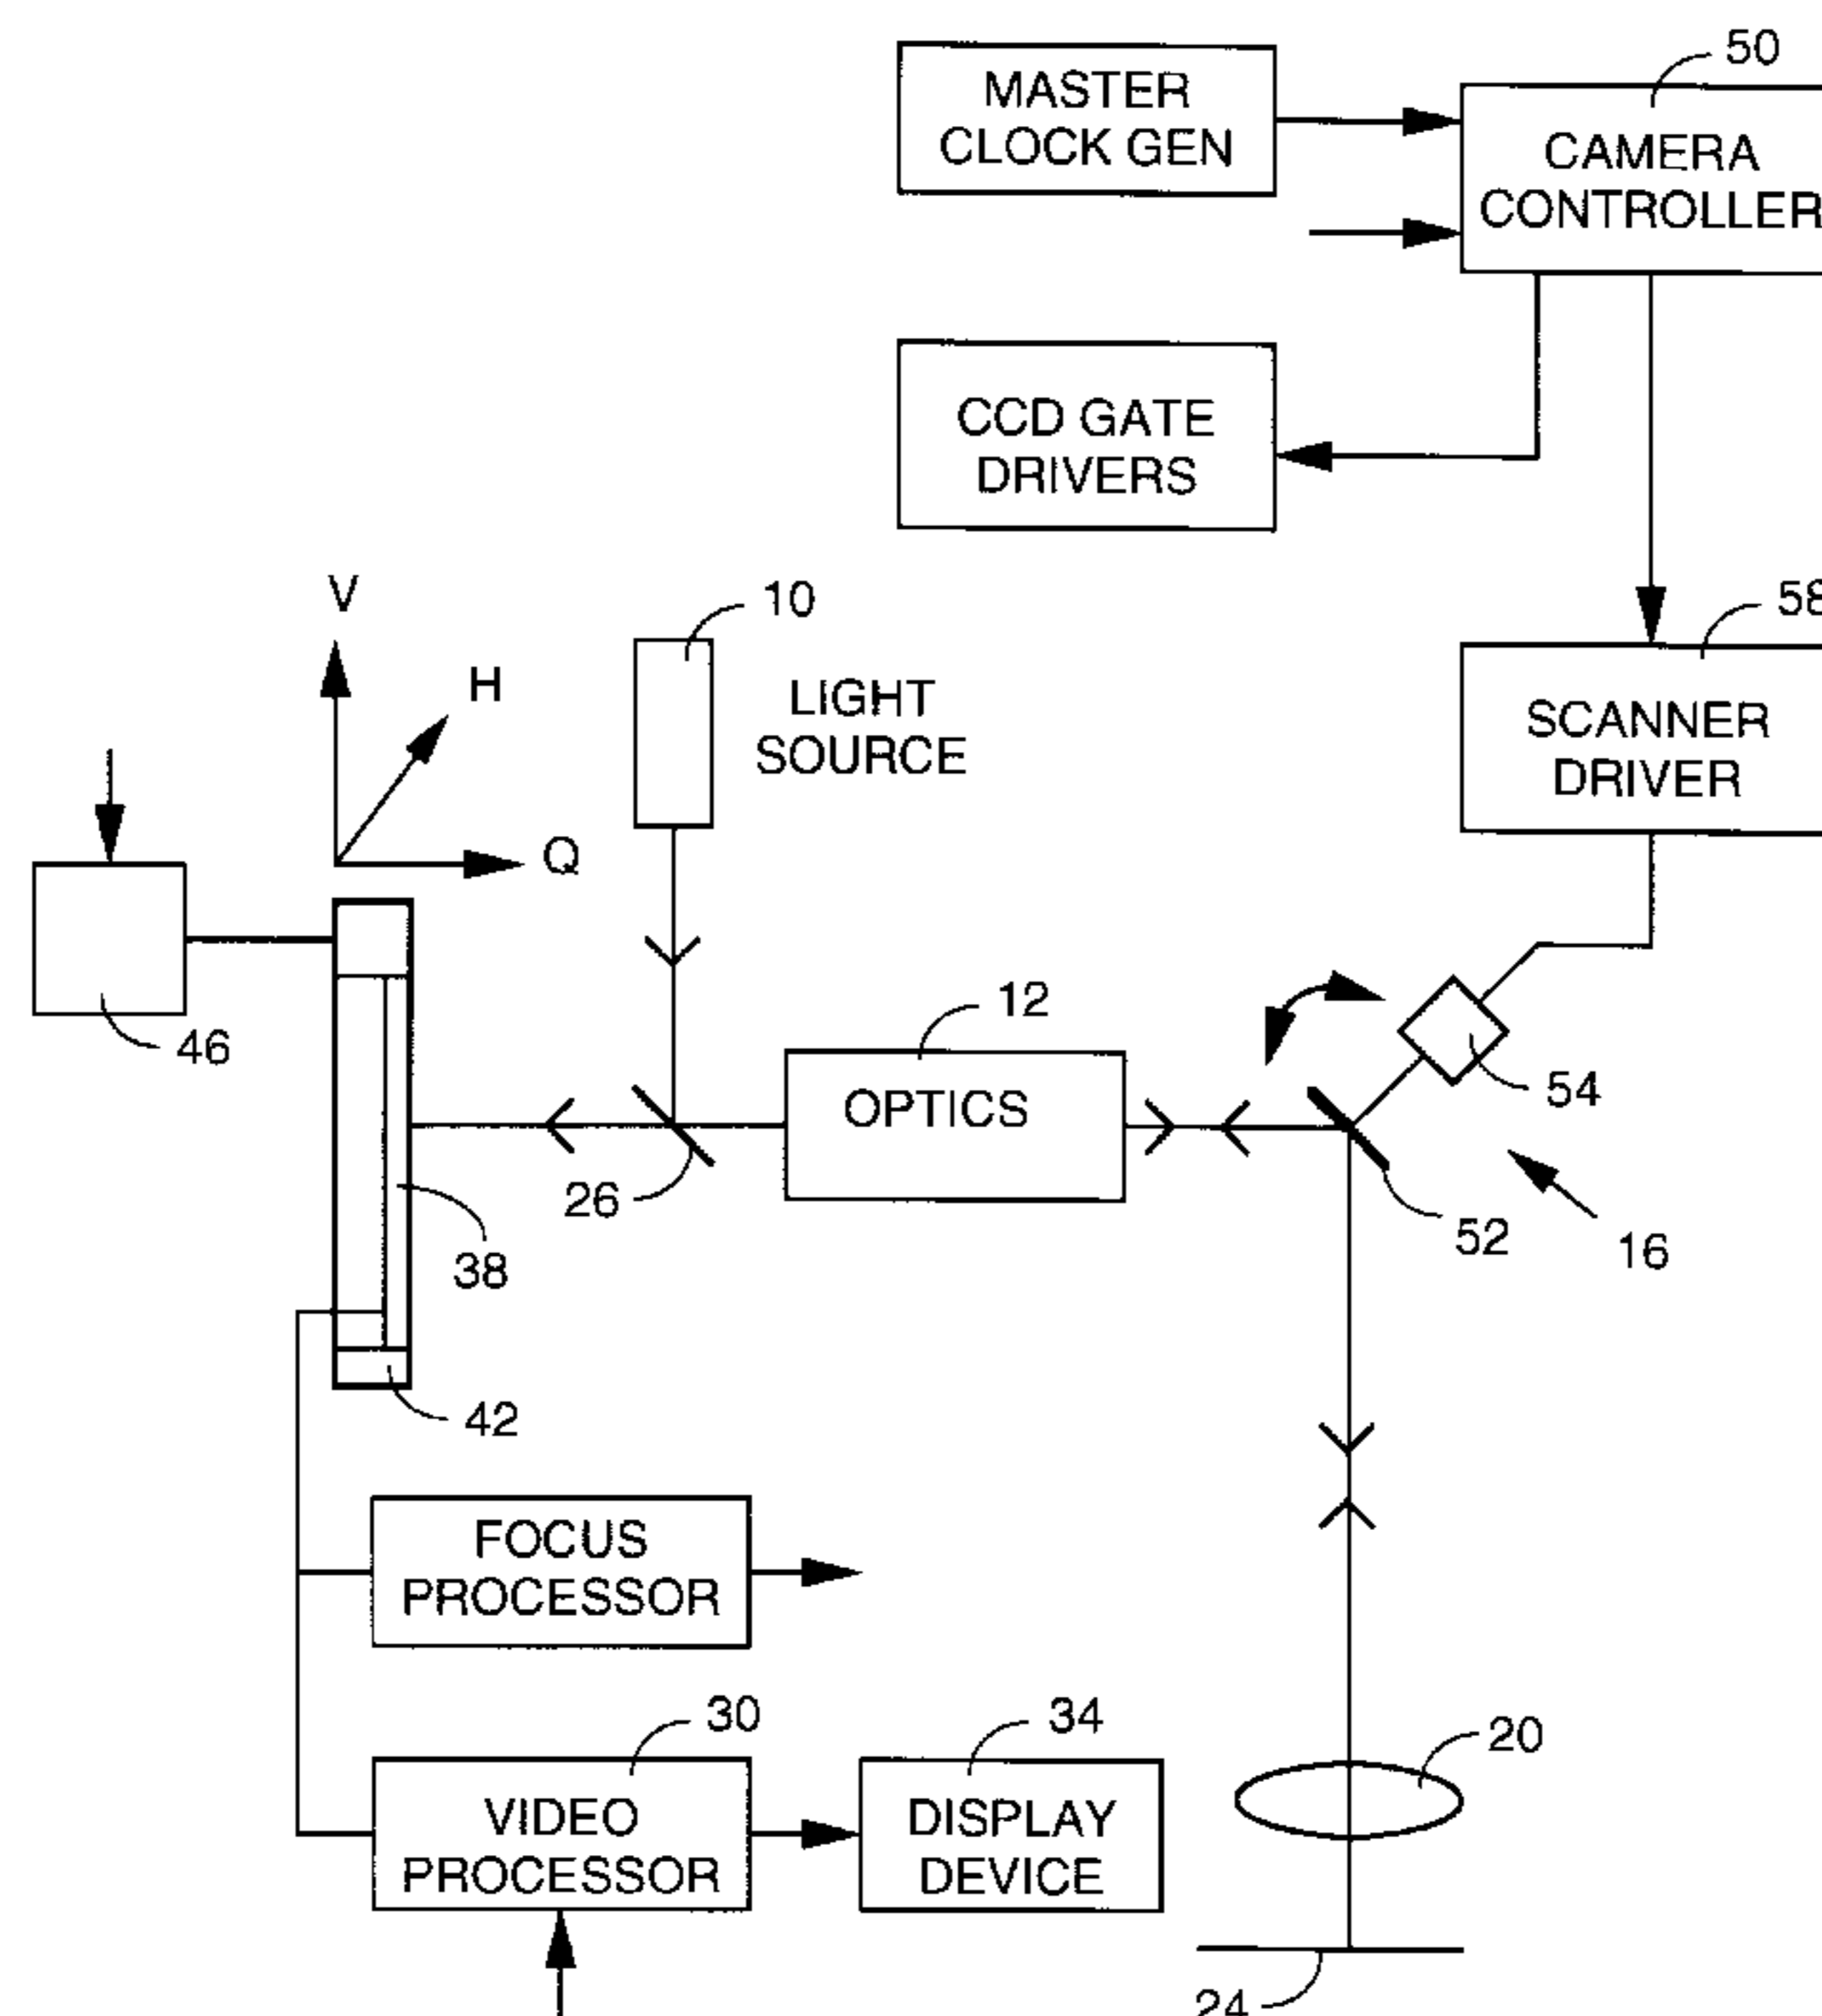 50
MASTER
CLOCK GEN
CAMERA
CONTROLLER
CCD GATE
DRIVERS
V
10
58
H
LIGHT
SOURCE
SCANNER
DRIVER
Q
12
46
54
OPTICS
26
52
16
38
42
FOCUS
PROCESSOR
30
34
20
VIDEO
PROCESSOR
DISPLAY
DEVICE
24